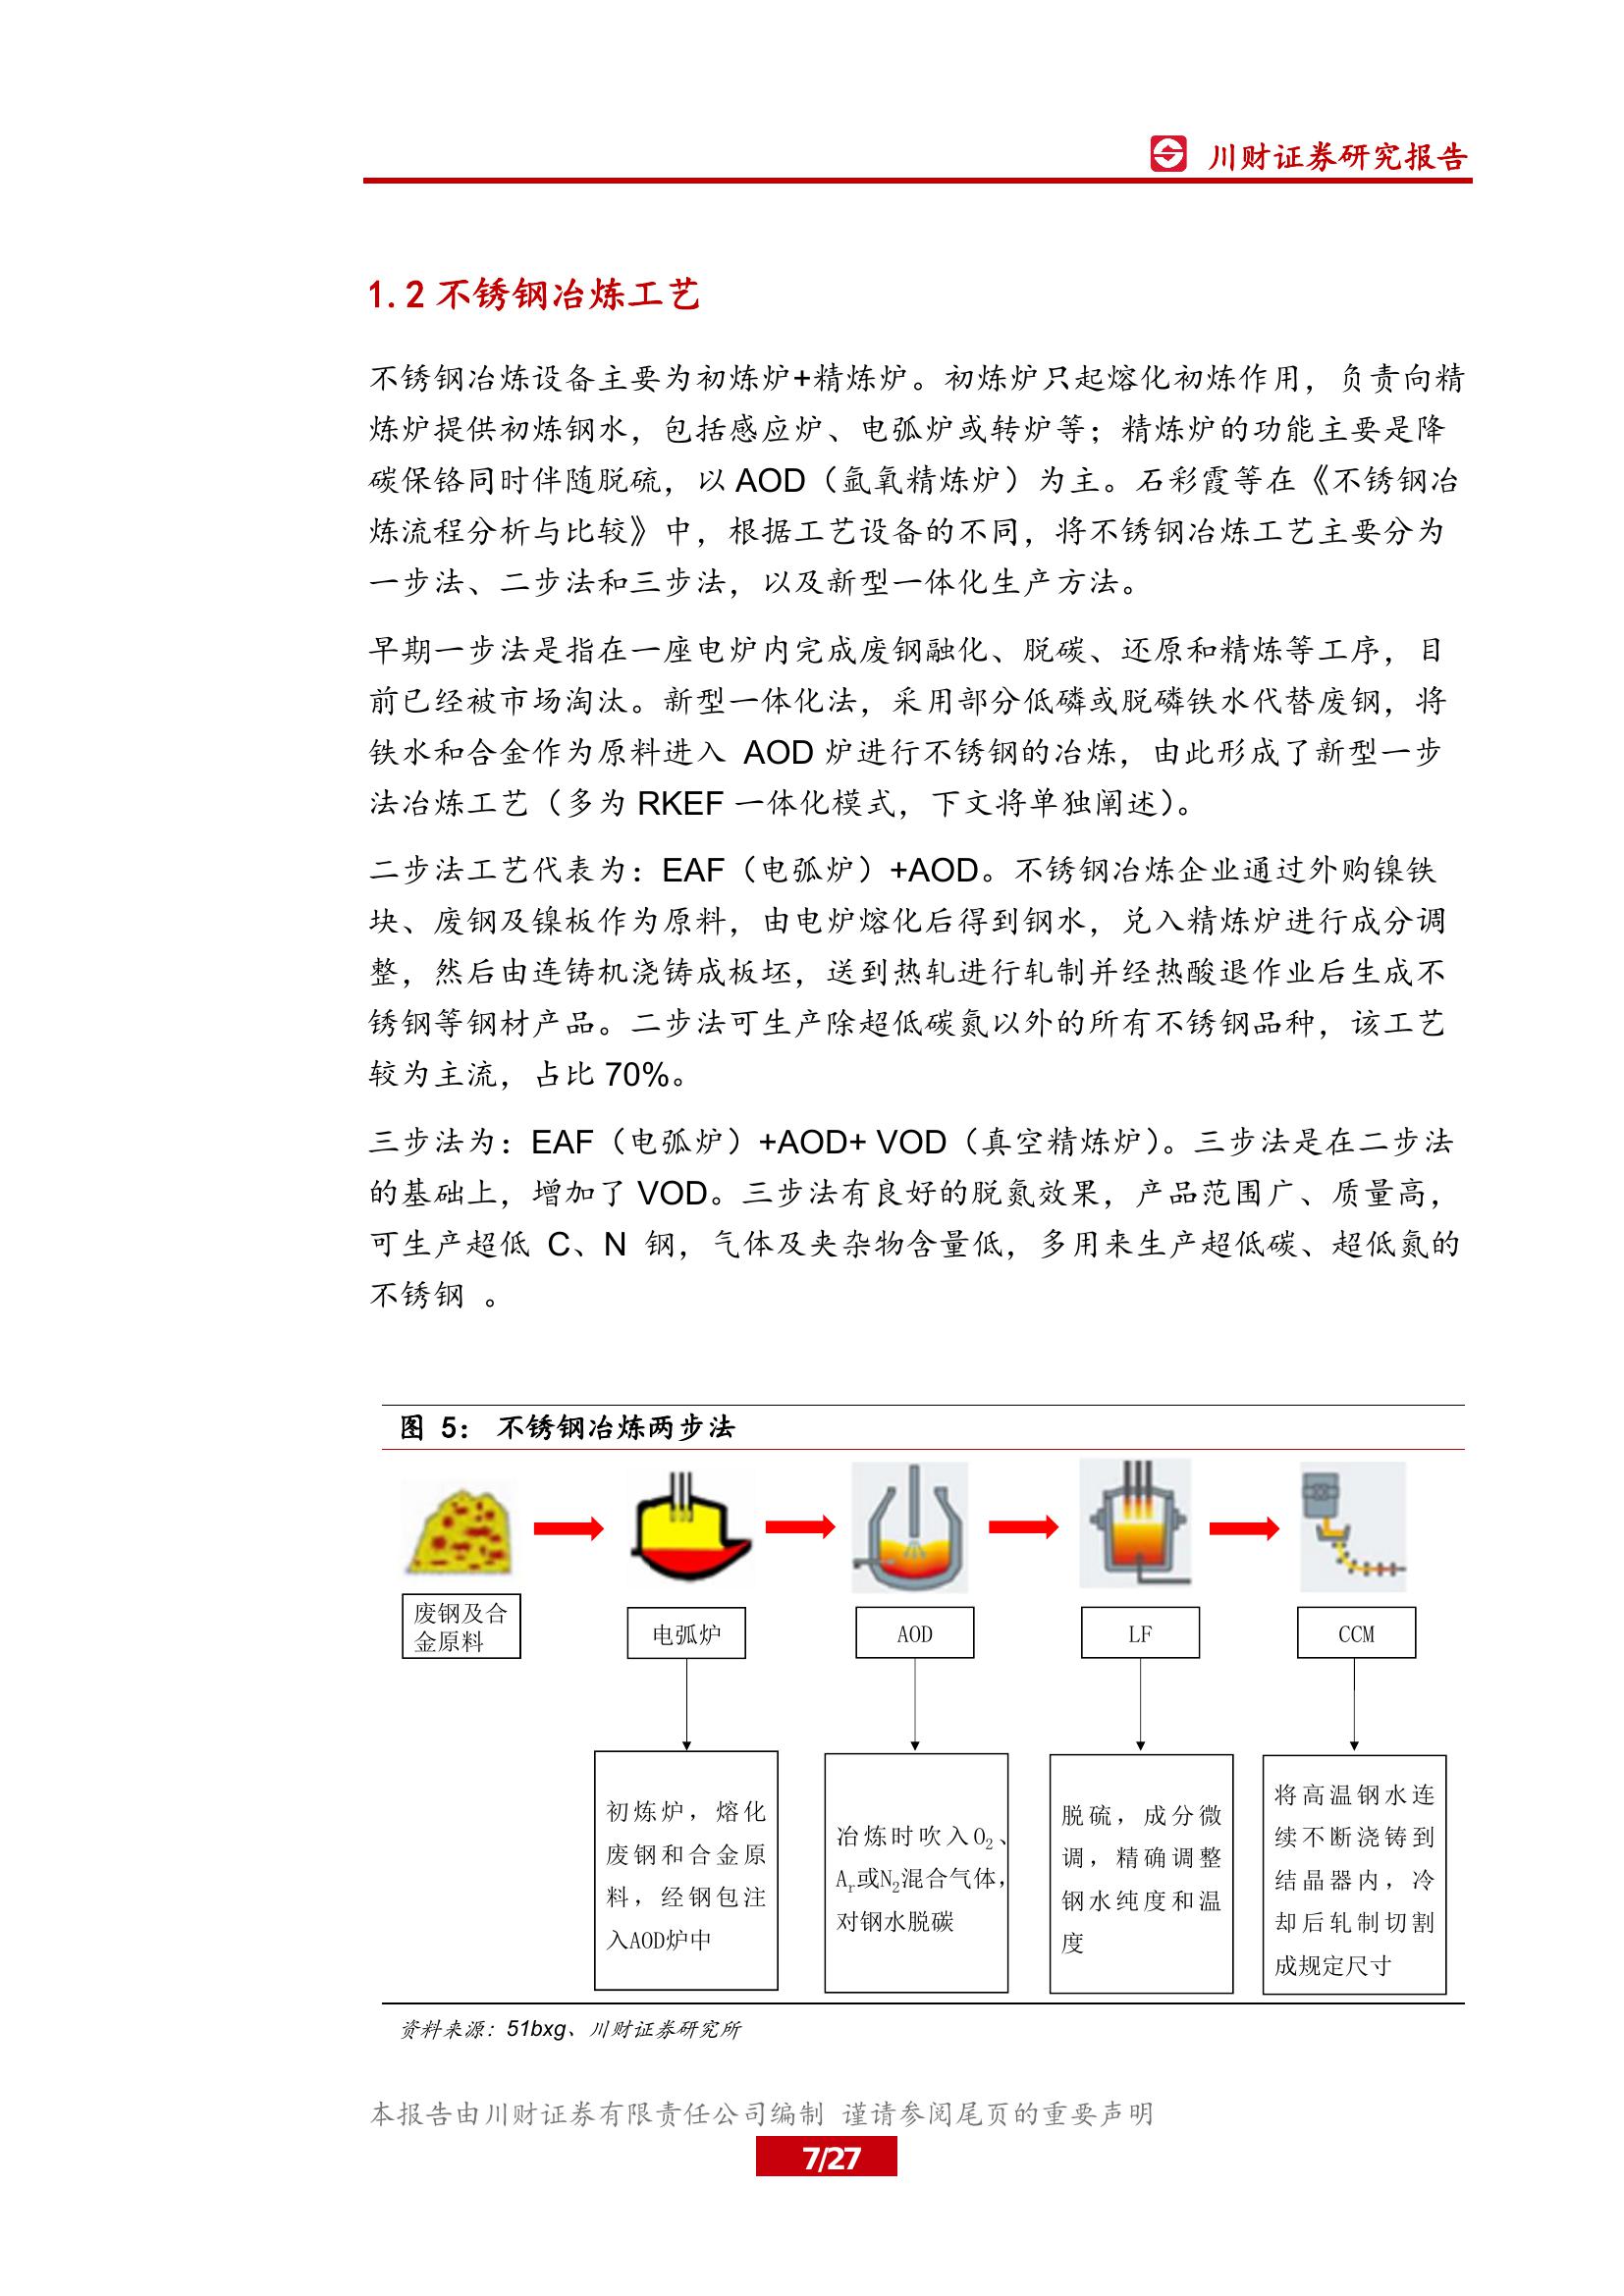 川财证券研究报告
1.2 不锈钢冶炼工艺
不锈钢冶炼设备主要为初炼炉+精炼炉。初炼炉只起熔化初炼作用，负责向精
炼炉提供初炼钢水，包括感应炉、电弧炉或转炉等；精炼炉的功能主要是降
碳保铬同时伴随脱硫，以 AOD（氩氧精炼炉）为主。石彩霞等在《不锈钢冶
炼流程分析与比较》中，根据工艺设备的不同，将不锈钢冶炼工艺主要分为
一步法、二步法和三步法，以及新型一体化生产方法。
早期一步法是指在一座电炉内完成废钢融化、脱碳、还原和精炼等工序，目
前已经被市场淘汰。新型一体化法，采用部分低磷或脱磷铁水代替废钢，将
铁水和合金作为原料进入 AOD 炉进行不锈钢的冶炼，由此形成了新型一步
法冶炼工艺（多为 RKEF 一体化模式，下文将单独阐述）。
二步法工艺代表为：EAF（电弧炉）+AOD。不锈钢冶炼企业通过外购镍铁
块、废钢及镍板作为原料，由电炉熔化后得到钢水，兑入精炼炉进行成分调
整，然后由连铸机浇铸成板坯，送到热轧进行轧制并经热酸退作业后生成不
锈钢等钢材产品。二步法可生产除超低碳氮以外的所有不锈钢品种，该工艺
较为主流，占比 70%。
三步法为：EAF（电弧炉）+AOD+ VOD（真空精炼炉）。三步法是在二步法
的基础上，增加了 VOD。三步法有良好的脱氮效果，产品范围广、质量高，
可生产超低 C、N 钢，气体及夹杂物含量低，多用来生产超低碳、超低氮的
不锈钢 。
图 5： 不锈钢冶炼两步法
废钢及合
金原料
电弧炉
AOD
LF
CCM
初炼炉，熔化
废钢和合金原
料，经钢包注
入AOD炉中
冶炼时吹入O₂、
Aᵣ或N₂混合气体，
对钢水脱碳
脱硫，成分微
调，精确调整
钢水纯度和温
度
将高温钢水连
续不断浇铸到
结晶器内，冷
却后轧制切割
成规定尺寸
资料来源：51bxg、川财证券研究所
本报告由川财证券有限责任公司编制 谨请参阅尾页的重要声明
7/27